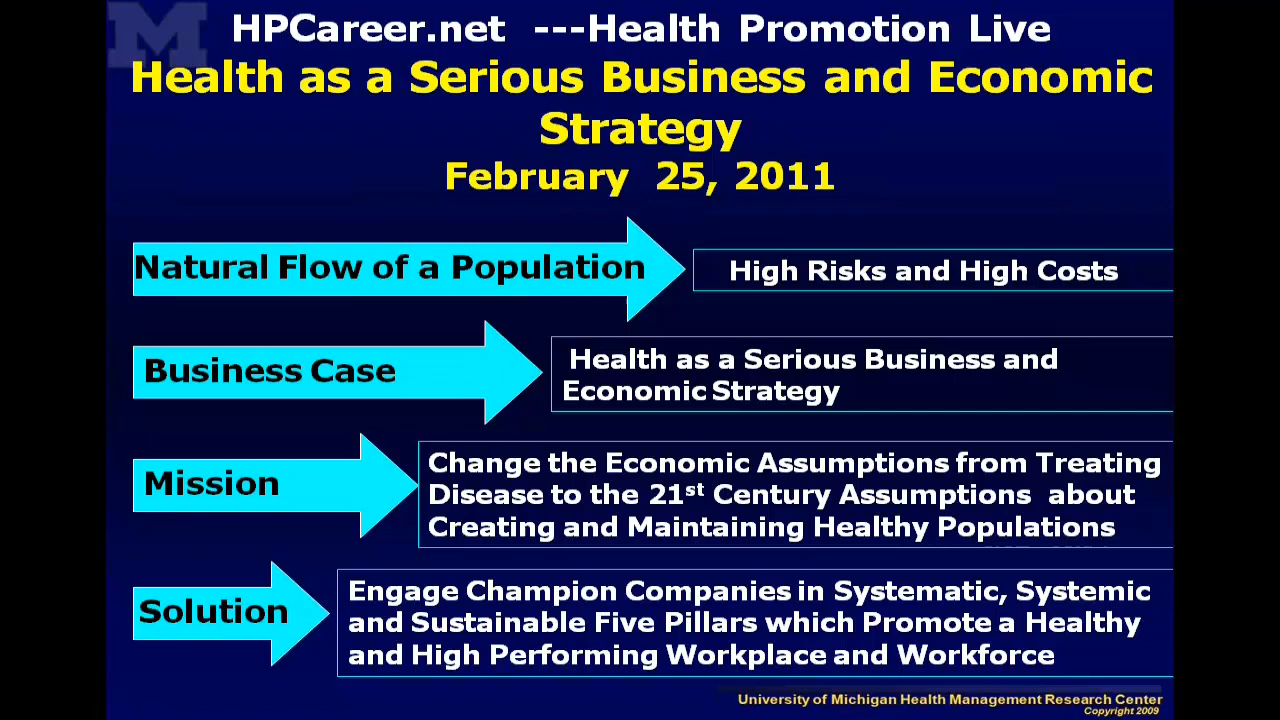 M
HPCareer.net ---Health Promotion Live
Health as a Serious Business and Economic
Strategy
February 25, 2011
Natural Flow of a Population
High Risks and High Costs
Business Case
Health as a Serious Business and
Economic Strategy
Mission
Change the Economic Assumptions from Treating
Disease to the 21st Century Assumptions about
Creating and Maintaining Healthy Populations
Solution
Engage Champion Companies in Systematic, Systemic
and Sustainable Five Pillars which Promote a Healthy
and High Performing Workplace and Workforce
University of Michigan Health Management Research Center
Copyright 2009